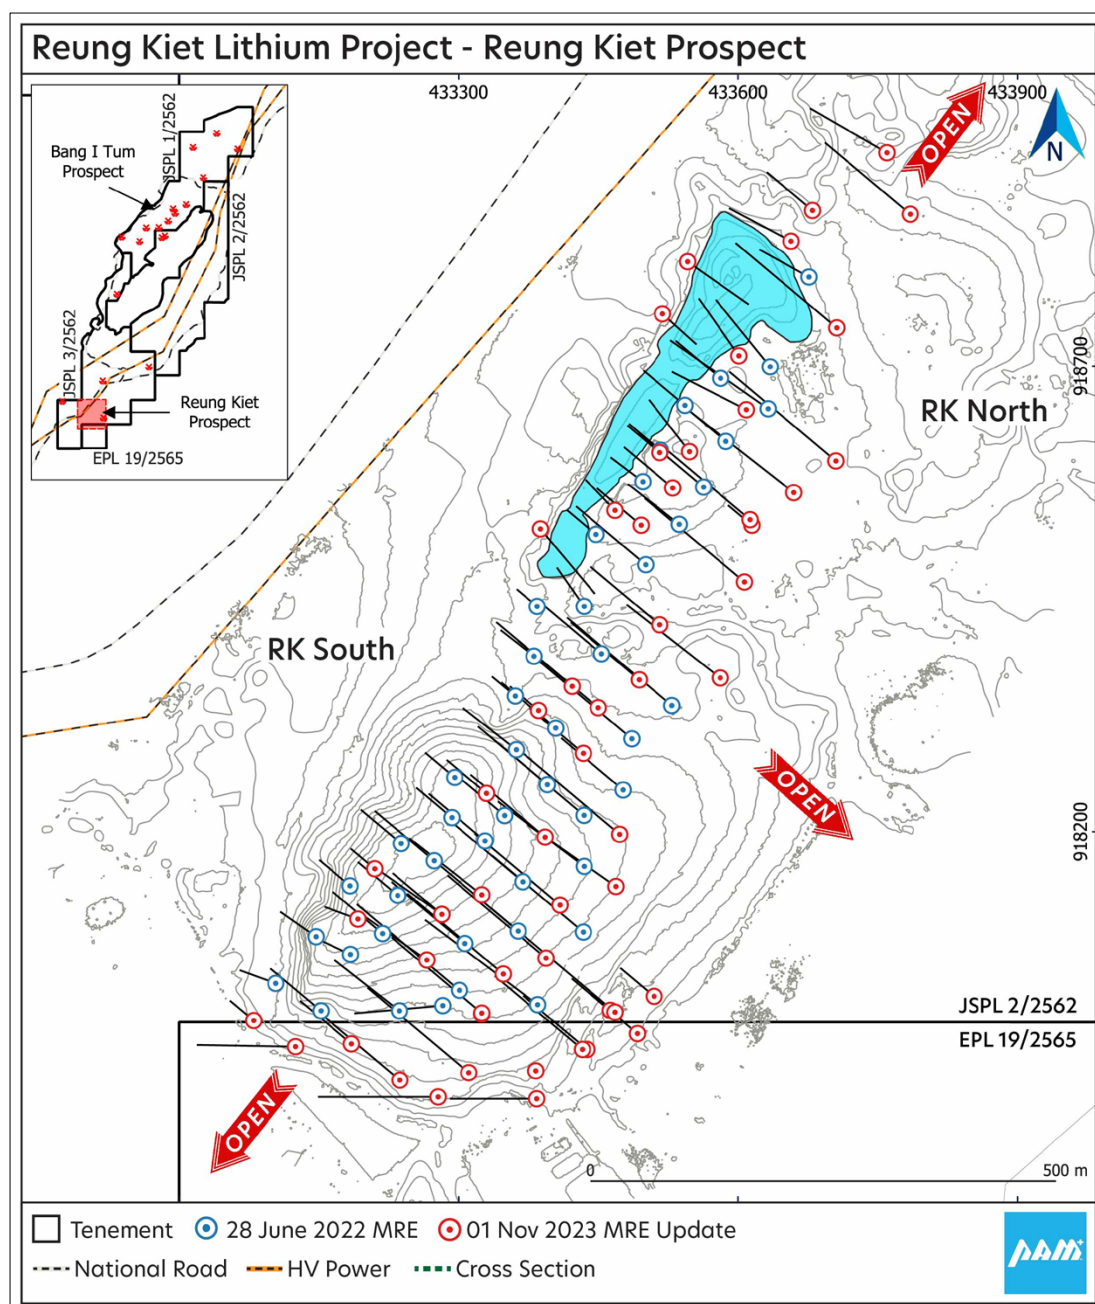 Reung Kiet Lithium Project - Reung Kiet Prospect
433300
433600
433900
OPEN
N
JSPL 1/2562
Bang I Tum
Prospect
JSPL 2/2562
JSPL 3/2562
Reung Kiet
Prospect
EPL 19/2565
918700
RK North
RK South
OPEN
918200
JSPL 2/2562
EPL 19/2565
OPEN
0
500 m
Tenement
28 June 2022 MRE
01 Nov 2023 MRE Update
National Road
HV Power
Cross Section
PAM+